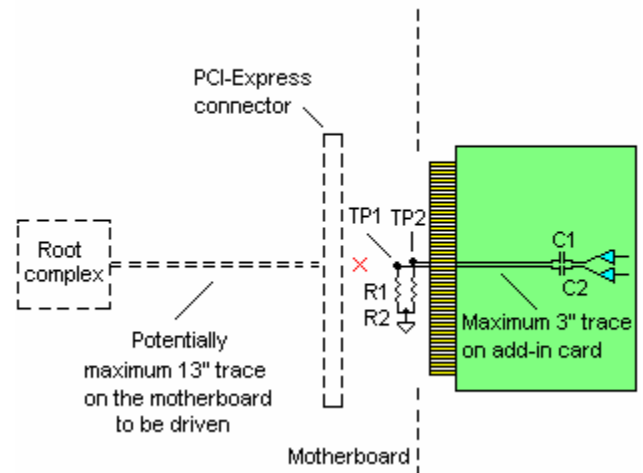 PCI-Express
connector
TP1 TP2
Root
complex
R1
R2
C1
C2
Potentially
maximum 13" trace
on the motherboard
to be driven
Maximum 3" trace
on add-in card
Motherboard